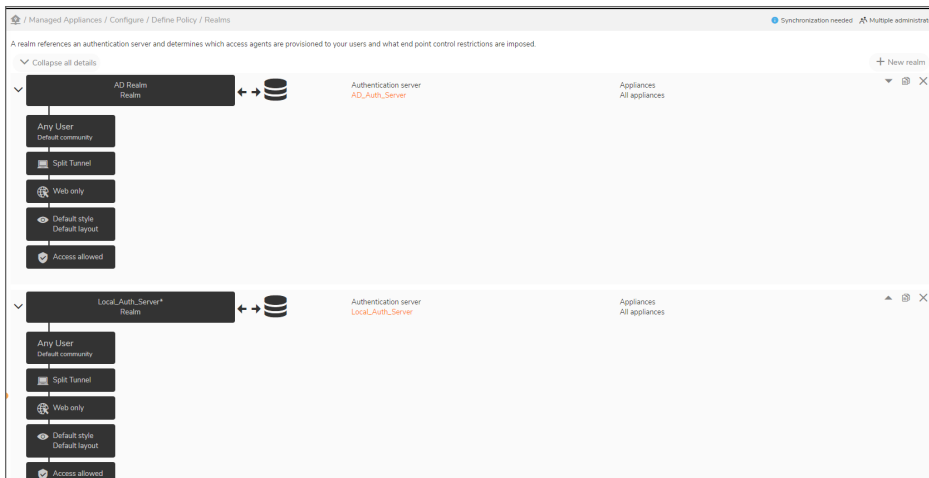 / Managed Appliances / Configure / Define Policy / Realms
Synchronization needed
Multiple administrat
A realm references an authentication server and determines which access agents are provisioned to your users and what end point control restrictions are imposed.
Collapse all details
+ New realm
AD Realm
Realm
Authentication server
AD_Auth_Server
Appliances
All appliances
Any User
Default community
Split Tunnel
Web only
Default style
Default layout
Access allowed
Local_Auth_Server*
Realm
Authentication server
Local_Auth_Server
Appliances
All appliances
Any User
Default community
Split Tunnel
Web only
Default style
Default layout
Access allowed